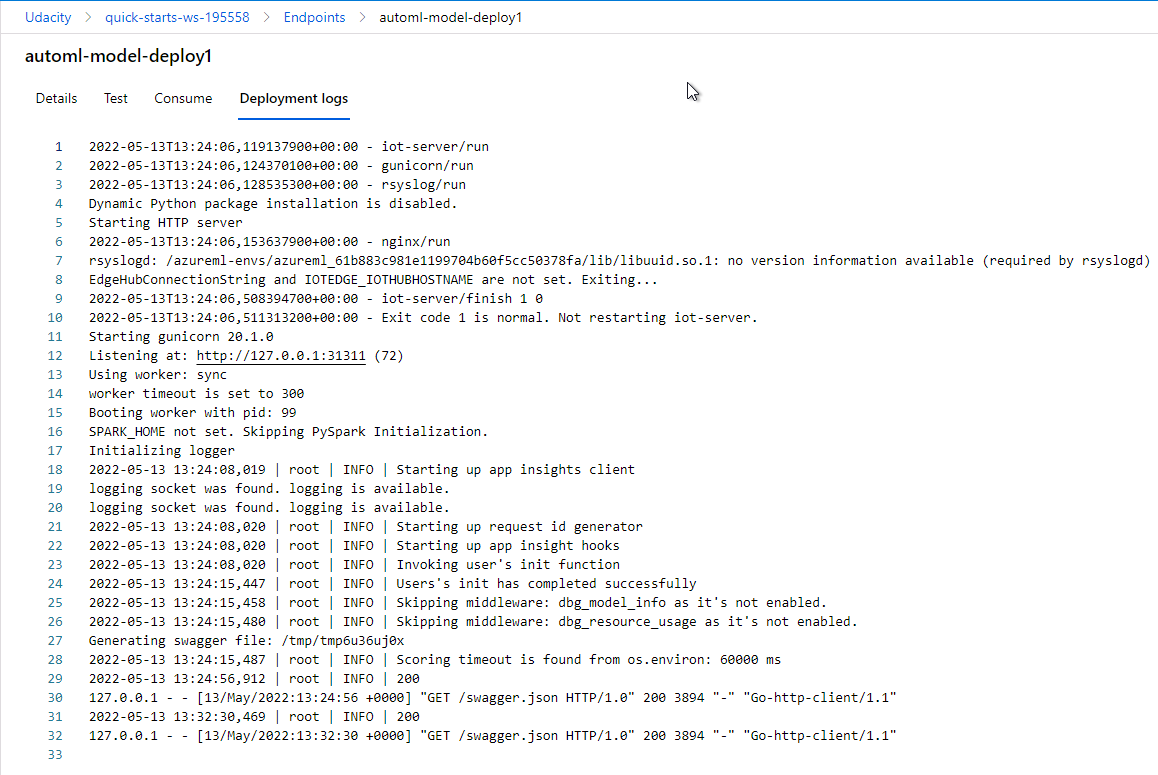 Udacity > quick-starts-ws-195558 > Endpoints > automl-model-deploy1
automl-model-deploy1
Details Test Consume Deployment logs
1 2022-05-13T13:24:06,119137900+00:00 - iot-server/run
2 2022-05-13T13:24:06,124370100+00:00 - gunicorn/run
3 2022-05-13T13:24:06,128535300+00:00 - rsyslog/run
4 Dynamic Python package installation is disabled.
5 Starting HTTP server
6 2022-05-13T13:24:06,153637900+00:00 - nginx/run
7 rsyslogd: /azureml-envs/azureml_61b883c981e1199704b60f5cc50378fa/lib/libuuid.so.1: no version information available (required by rsyslogd)
8 EdgeHubConnectionString and IOTEDGE_IOTHUBHOSTNAME are not set. Exiting...
9 2022-05-13T13:24:06,508394700+00:00 - iot-server/finish 1 0
10 2022-05-13T13:24:06,511313200+00:00 - Exit code 1 is normal. Not restarting iot-server.
11 Starting gunicorn 20.1.0
12 Listening at: http://127.0.0.1:31311 (72)
13 Using worker: sync
14 worker timeout is set to 300
15 Booting worker with pid: 99
16 SPARK_HOME not set. Skipping PySpark Initialization.
17 Initializing logger
18 2022-05-13 13:24:08,019 | root | INFO | Starting up app insights client
19 logging socket was found. logging is available.
20 logging socket was found. logging is available.
21 2022-05-13 13:24:08,020 | root | INFO | Starting up request id generator
22 2022-05-13 13:24:08,020 | root | INFO | Starting up app insight hooks
23 2022-05-13 13:24:08,020 | root | INFO | Invoking user's init function
24 2022-05-13 13:24:15,447 | root | INFO | Users's init has completed successfully
25 2022-05-13 13:24:15,458 | root | INFO | Skipping middleware: dbg_model_info as it's not enabled.
26 2022-05-13 13:24:15,480 | root | INFO | Skipping middleware: dbg_resource_usage as it's not enabled.
27 Generating swagger file: /tmp/tmp6u36uj0x
28 2022-05-13 13:24:15,487 | root | INFO | Scoring timeout is found from os.environ: 60000 ms
29 2022-05-13 13:24:56,912 | root | INFO | 200
30 127.0.0.1 - - [13/May/2022:13:24:56 +0000] "GET /swagger.json HTTP/1.0" 200 3894 "-" "Go-http-client/1.1"
31 2022-05-13 13:32:30,469 | root | INFO | 200
32 127.0.0.1 - - [13/May/2022:13:32:30 +0000] "GET /swagger.json HTTP/1.0" 200 3894 "-" "Go-http-client/1.1"
33